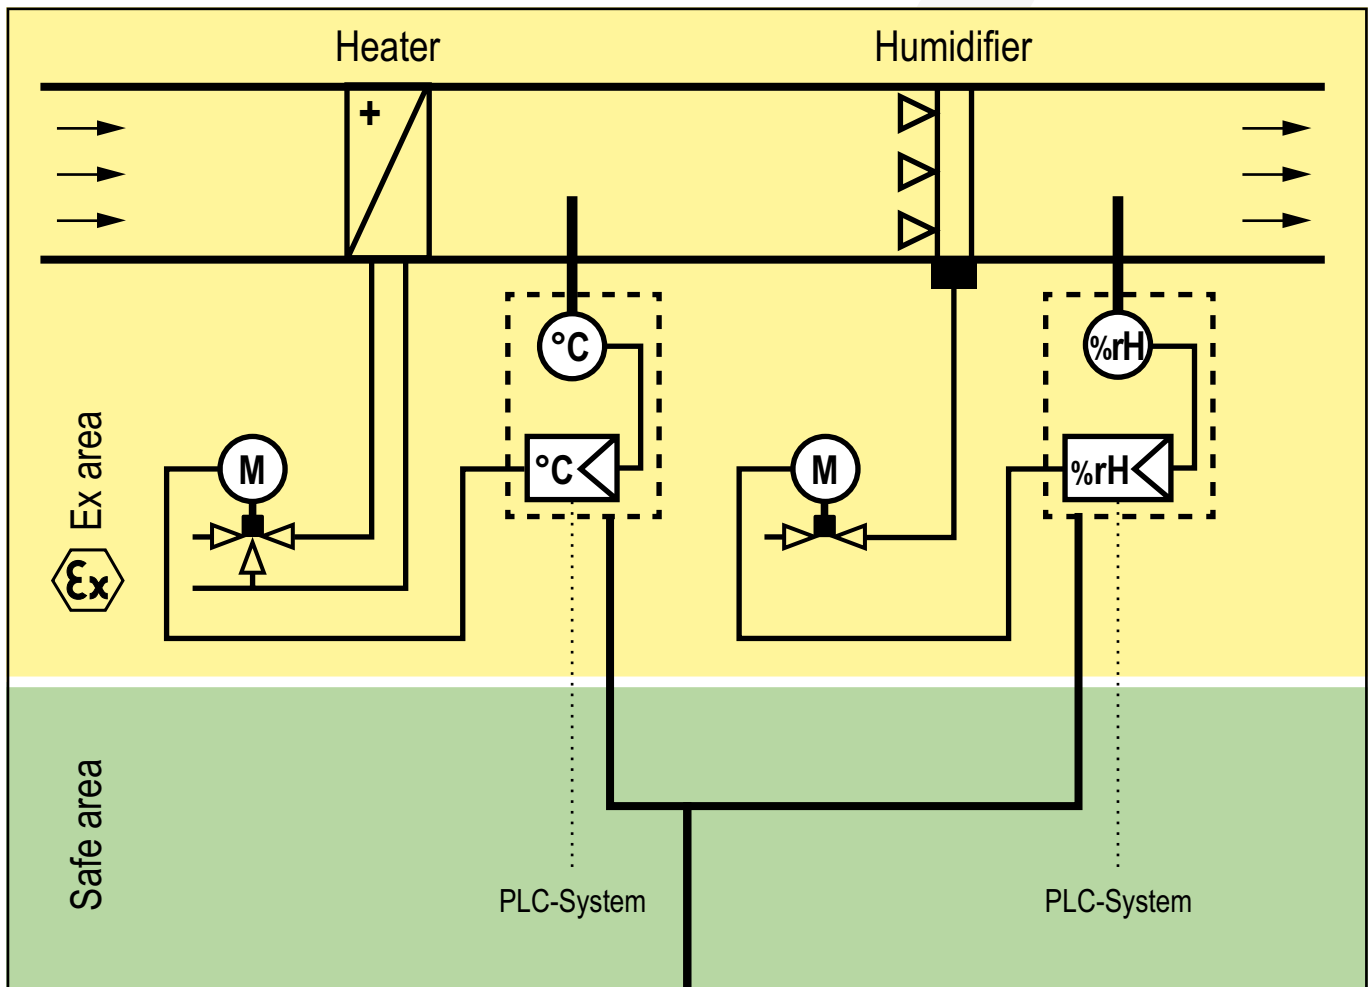 Heater
Humidifier
+
°C
%rH
Ex area
M
°C
M
%rH
Ex
Safe area
PLC-System
PLC-System